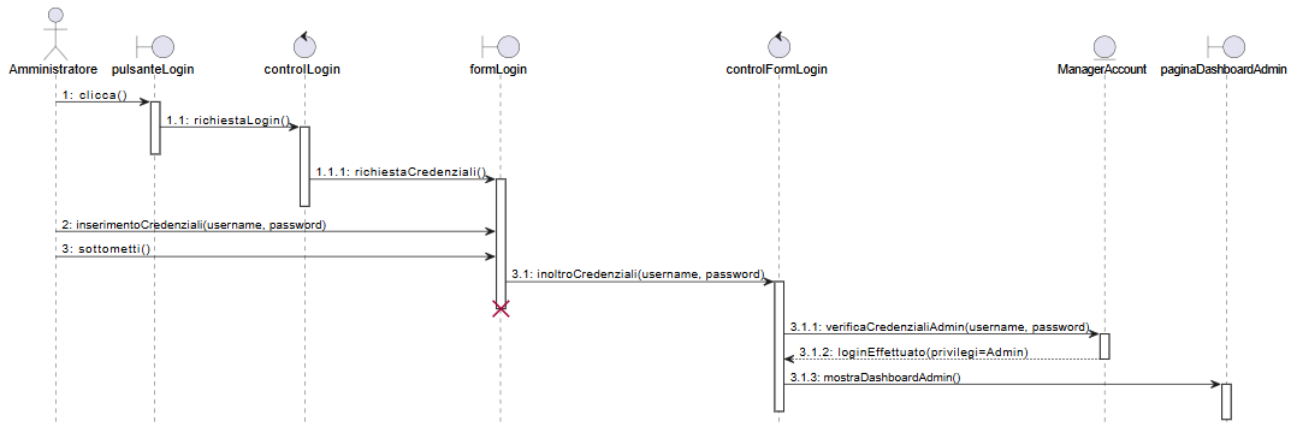 Amministratore
pulsanteLogin
controlLogin
formLogin
controlFormLogin
ManagerAccount
paginaDashboardAdmin
1: clicca()
1.1: richiestaLogin()
1.1.1: richiestaCredenziali()
2: inserimentoCredenziali(username, password)
3: sottometti()
3.1: inoltroCredenziali(username, password)
3.1.1: verificaCredenzialiAdmin(username, password)
3.1.2: loginEffettuato(privilegi=Admin)
3.1.3: mostraDashboardAdmin()